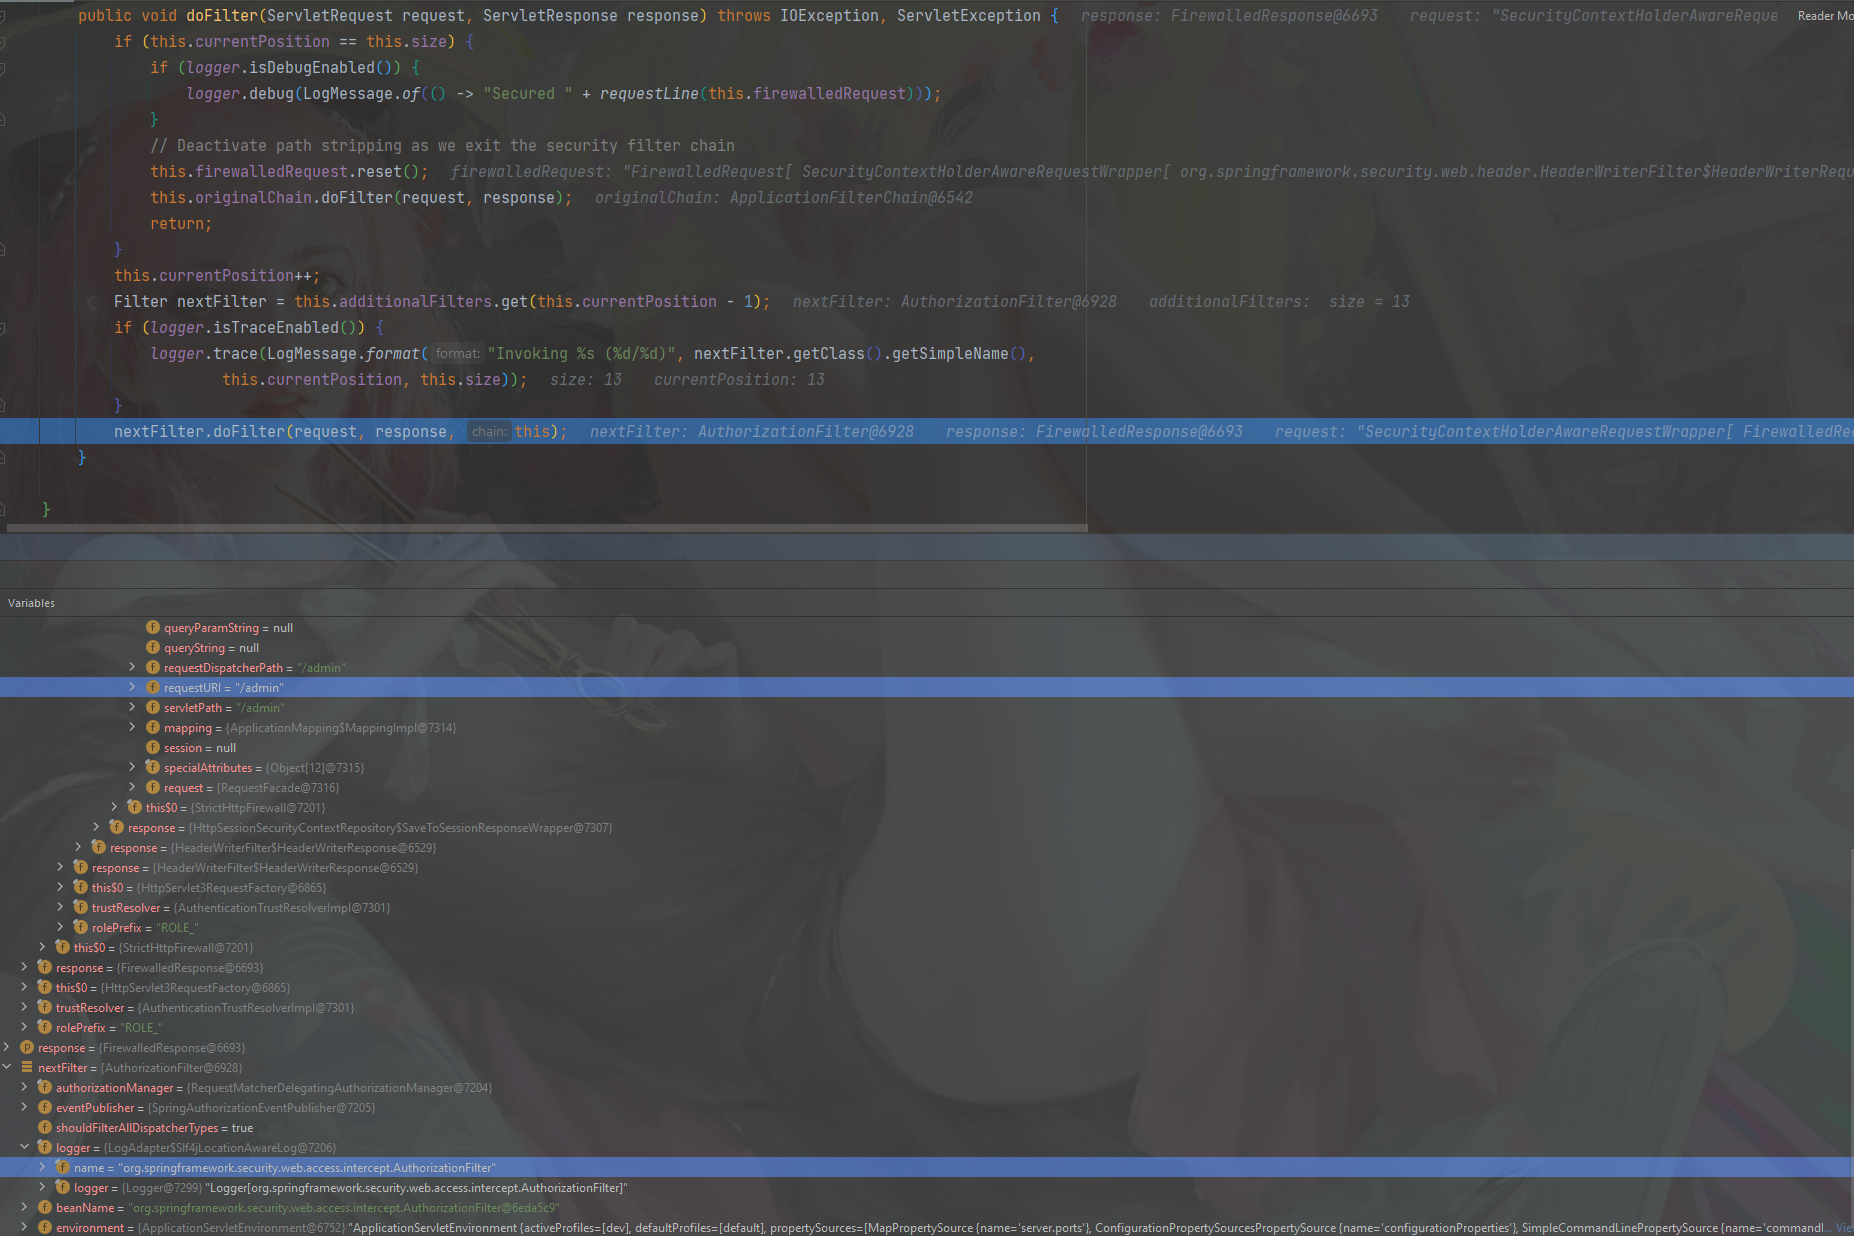 public void doFilter(ServletRequest request, ServletResponse response) throws IOException, ServletException { response: FirewalledResponse@6693 request: "SecurityContextHolderAwareReque Reader Mo
if (this.currentPosition == this.size) {
if (logger.isDebugEnabled()) {
logger.debug(LogMessage.of(() -> "Secured " + requestLine(this.firewalledRequest)));
}
// Deactivate path stripping as we exit the security filter chain
this.firewalledRequest.reset(); firewalledRequest: "FirewalledRequest[ SecurityContextHolderAwareRequestWrapper[ org.springframework.security.web.header.HeaderWriterFilter$HeaderWriterRequ
this.originalChain.doFilter(request, response); originalChain: ApplicationFilterChain@6542
return;
}
this.currentPosition++;
Filter nextFilter = this.additionalFilters.get(this.currentPosition - 1); nextFilter: AuthorizationFilter@6928 additionalFilters: size = 13
if (logger.isTraceEnabled()) {
logger.trace(LogMessage.format( format: "Invoking %s (%d/%d)", nextFilter.getClass().getSimpleName(),
this.currentPosition, this.size)); size: 13 currentPosition: 13
}
nextFilter.doFilter(request, response, chain: this); nextFilter: AuthorizationFilter@6928 response: FirewalledResponse@6693 request: "SecurityContextHolderAwareRequestWrapper[ FirewalledRe
}
}
Variables
queryParamString = null
queryString = null
requestDispatcherPath = "/admin"
requestURI = "/admin"
servletPath = "/admin"
mapping = {ApplicationMapping$MappingImpl@7314}
session = null
specialAttributes = {Object[12]@7315}
request = {RequestFacade@7316}
this$0 = {StrictHttpFirewall@7201}
response = {HttpSessionSecurityContextRepository$SaveToSessionResponseWrapper@7307}
response = {HeaderWriterFilter$HeaderWriterResponse@6529}
response = {HeaderWriterFilter$HeaderWriterResponse@6529}
this$0 = {HttpServlet3RequestFactory@6865}
trustResolver = {AuthenticationTrustResolverImpl@7301}
rolePrefix = "ROLE_"
this$0 = {StrictHttpFirewall@7201}
response = {FirewalledResponse@6693}
this$0 = {HttpServlet3RequestFactory@6865}
trustResolver = {AuthenticationTrustResolverImpl@7301}
rolePrefix = "ROLE_"
response = {FirewalledResponse@6693}
nextFilter = {AuthorizationFilter@6928}
authorizationManager = {RequestMatcherDelegatingAuthorizationManager@7204}
eventPublisher = {SpringAuthorizationEventPublisher@7205}
shouldFilterAllDispatcherTypes = true
logger = {LogAdapter$Slf4jLocationAwareLog@7206}
name = "org.springframework.security.web.access.intercept.AuthorizationFilter"
logger = {Logger@7299} "Logger[org.springframework.security.web.access.intercept.AuthorizationFilter]"
beanName = "org.springframework.security.web.access.intercept.AuthorizationFilter@6eda5c9"
environment = {ApplicationServletEnvironment@6752} "ApplicationServletEnvironment {activeProfiles=[dev], defaultProfiles=[default], propertySources=[MapPropertySource {name='server.ports'}, ConfigurationPropertySourcesPropertySource {name='configurationProperties'}, SimpleCommandLinePropertySource {name='commandl... Vie